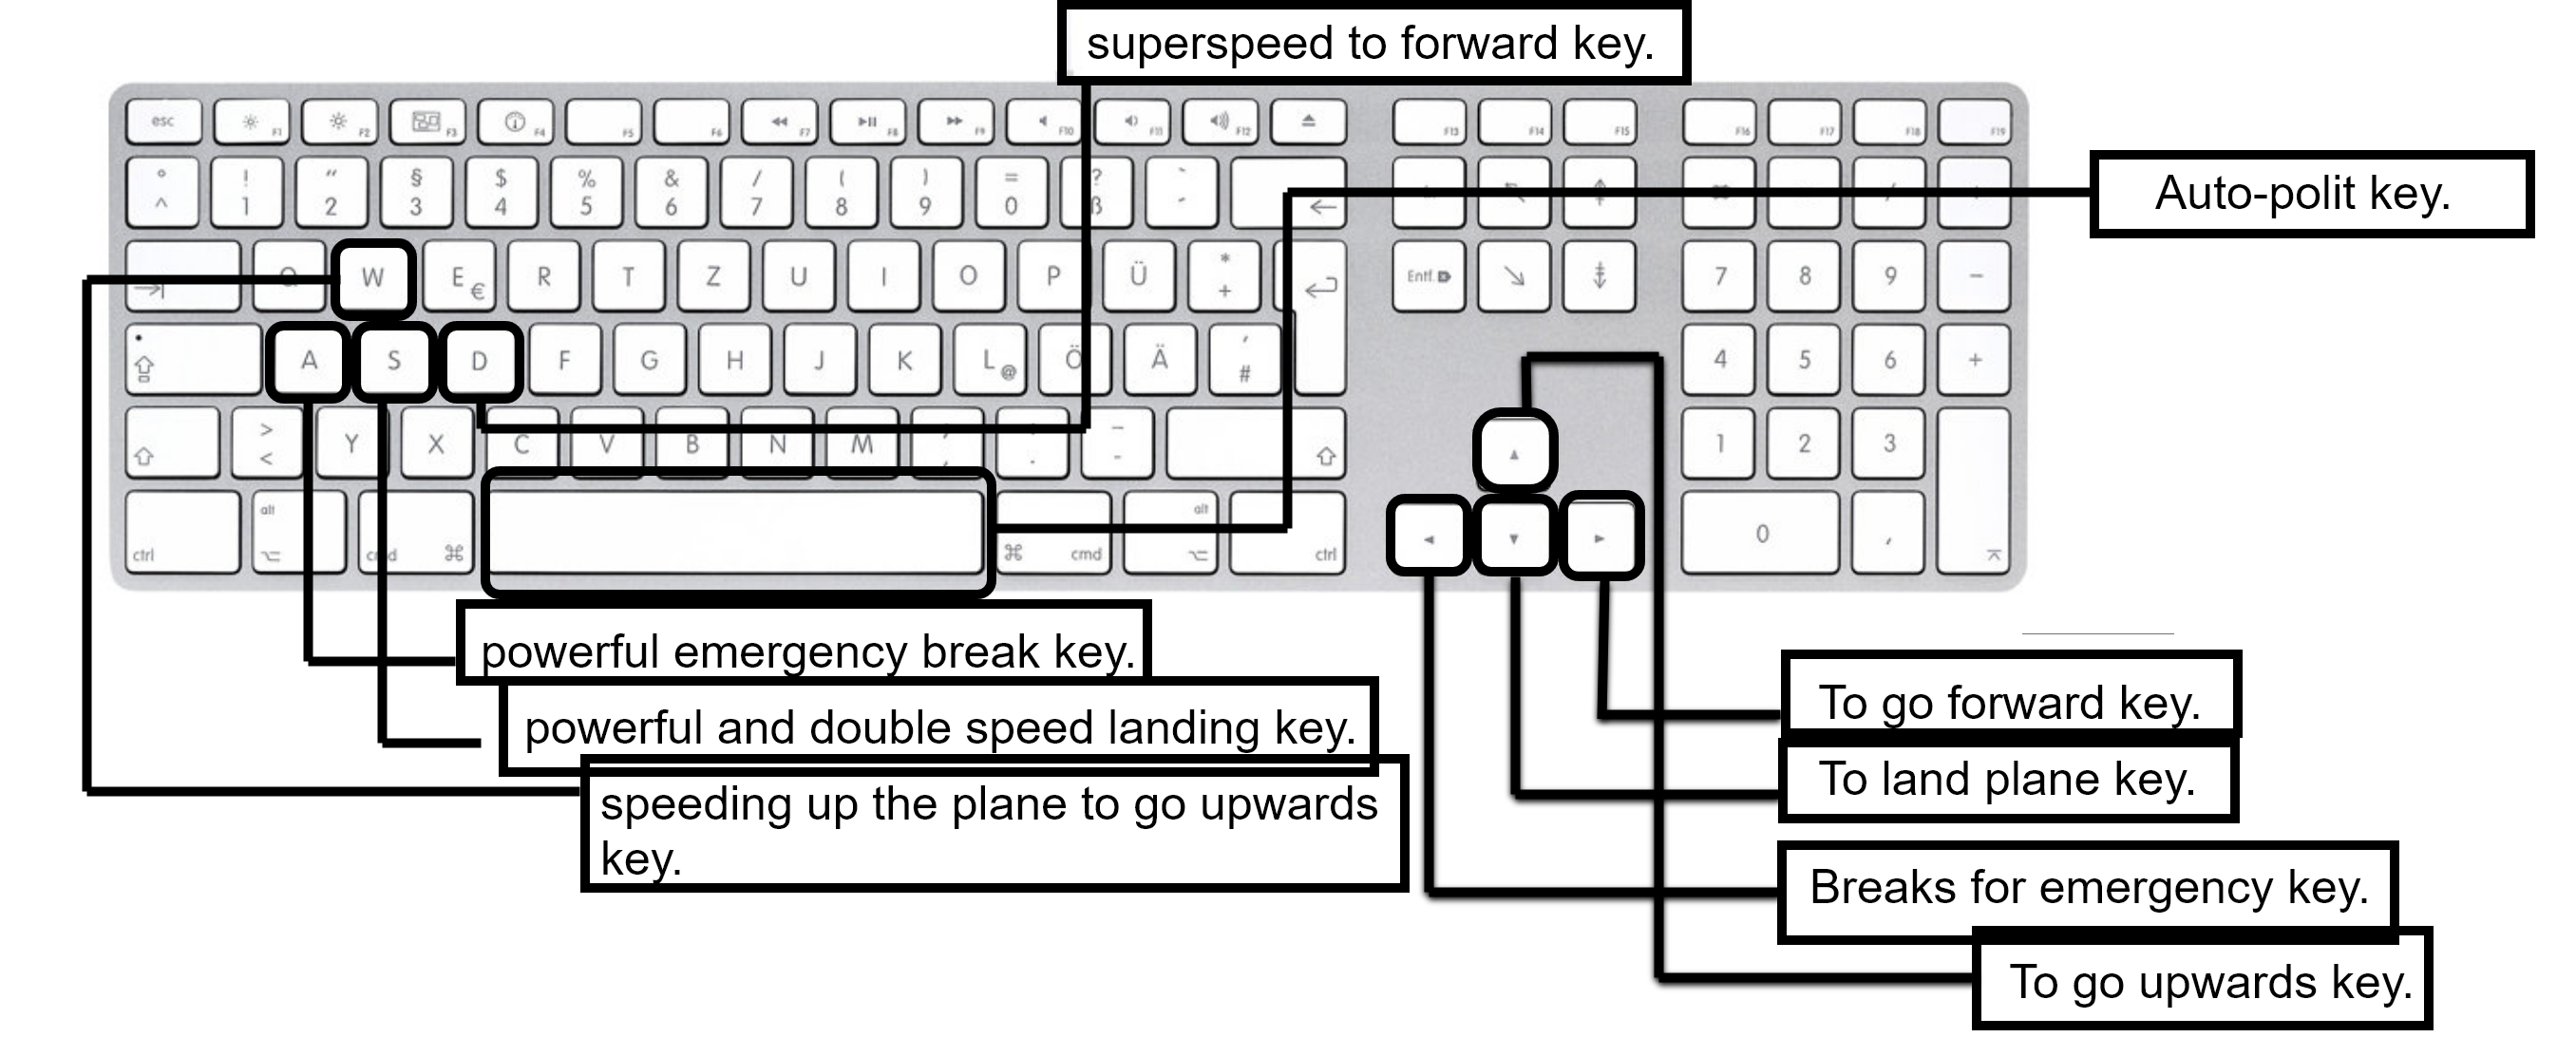 superspeed to forward key.
esc F1 F2 F3 F4 F5 F6 F7 F8 F9 F10 F11 F12 F13 F14 F15 F16 F17 F18 F19
° ! " § $ % & / ( ) = ? `
^ 1 2 3 4 5 6 7 8 9 0 ß ´
Auto-polit key.
W E € R T Z U I O P Ü * + Entf. 7 8 9 -
A S D F G H J K L @ Ö Ä ' # 4 5 6 +
> < Y X C V B N M - 1 2 3
ctrl alt cmd ⌘ ⌘ cmd alt ctrl 0 ,
powerful emergency break key.
powerful and double speed landing key.
speeding up the plane to go upwards
key.
To go forward key.
To land plane key.
Breaks for emergency key.
To go upwards key.